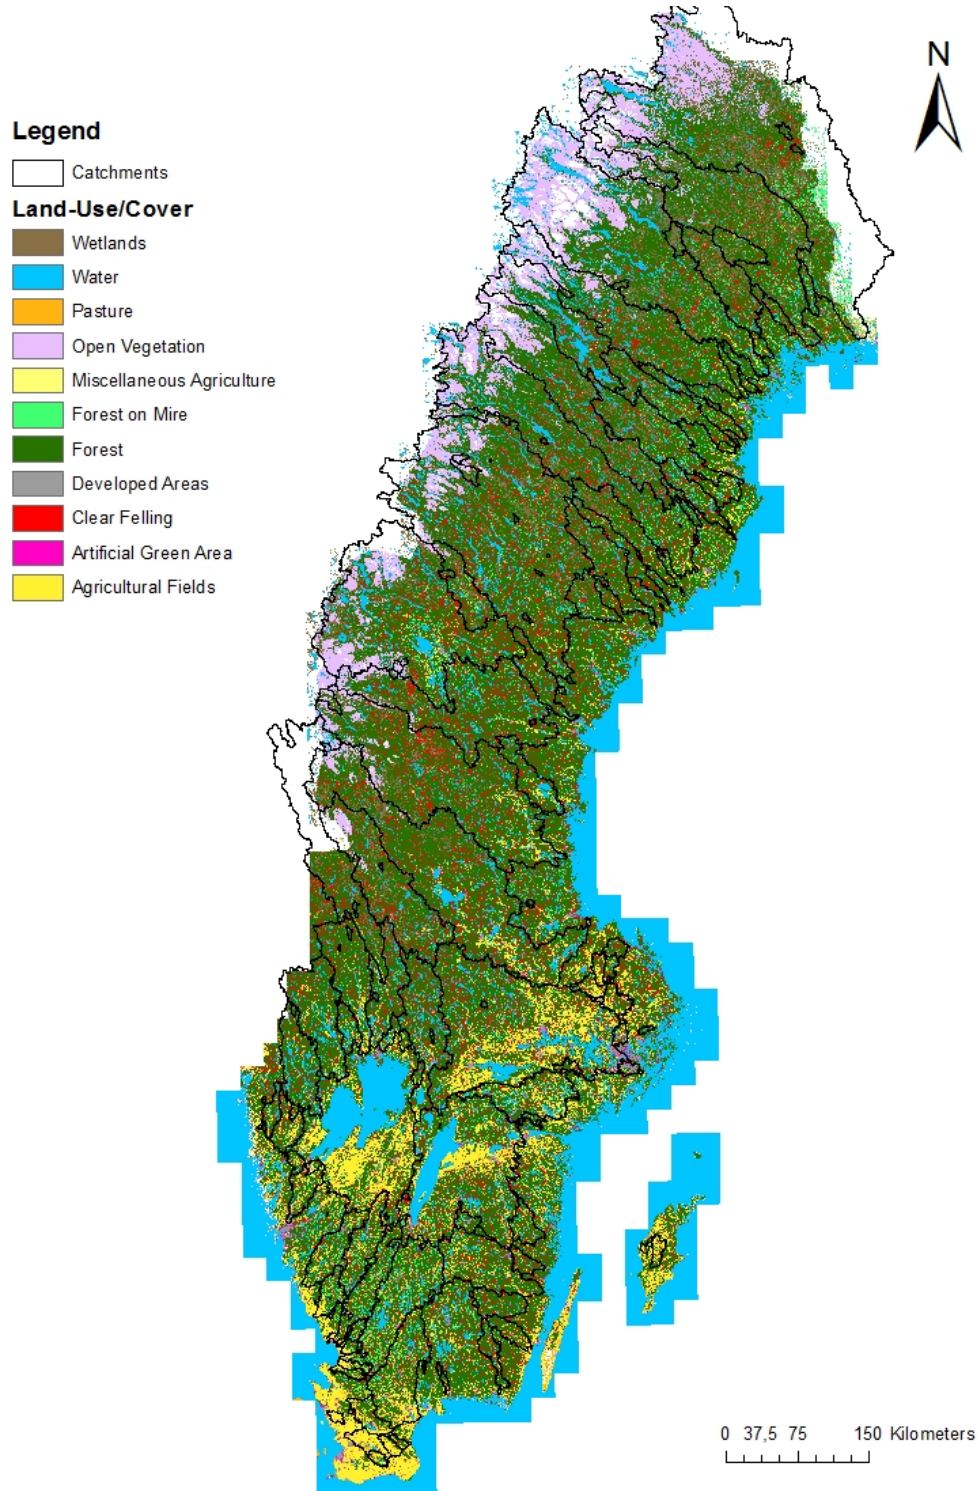 N
Legend
Catchments
Land-Use/Cover
Wetlands
Water
Pasture
Open Vegetation
Miscellaneous Agriculture
Forest on Mire
Forest
Developed Areas
Clear Felling
Artificial Green Area
Agricultural Fields
0 37,5 75 150 Kilometers